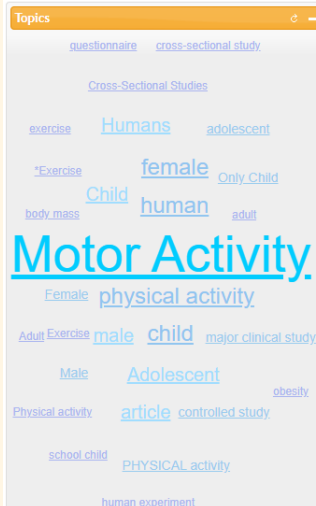 Topics
questionnaire cross-sectional study
Cross-Sectional Studies
exercise Humans adolescent
*Exercise female Only Child
Child
body mass human adult
Motor Activity
Female physical activity
Adult Exercise male child major clinical study
Male Adolescent
obesity
Physical activity article controlled study
school child
PHYSICAL activity
human experiment